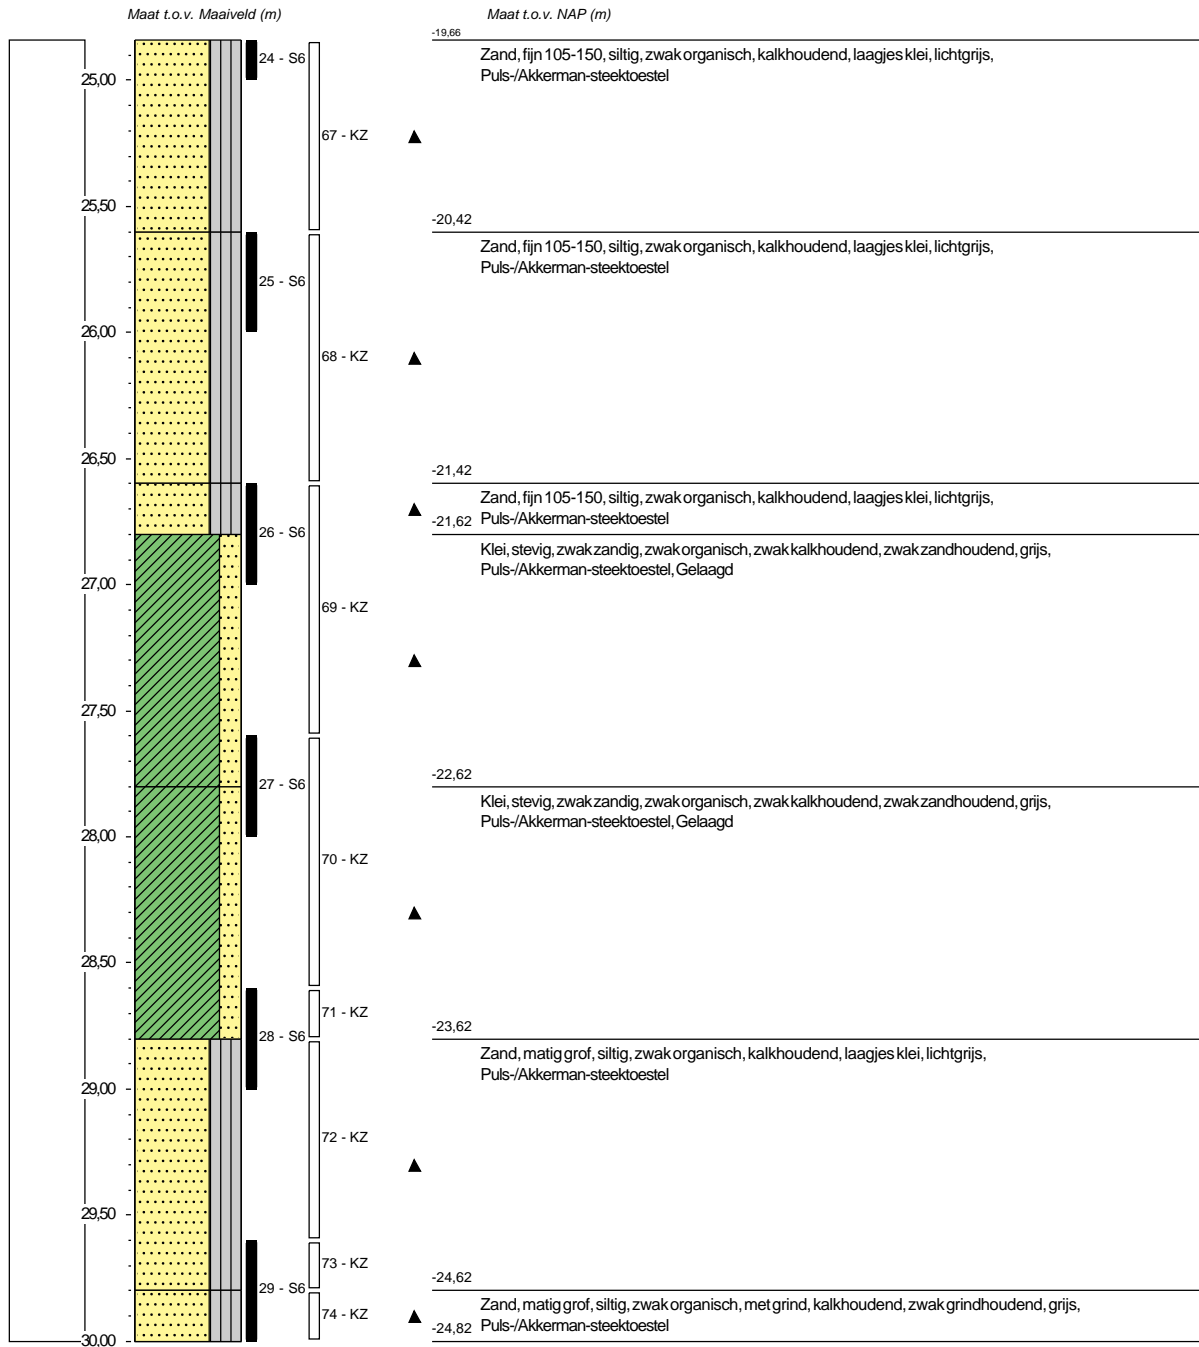 Maat t.o.v. Maaiveld (m)
Maat t.o.v. NAP (m)
-19,66
Zand, fijn 105-150, siltig, zwak organisch, kalkhoudend, laagjes klei, lichtgrijs,
Puls-/Akkerman-steektoestel
24 - S6
25,00
67 - KZ
25,50
-20,42
Zand, fijn 105-150, siltig, zwak organisch, kalkhoudend, laagjes klei, lichtgrijs,
Puls-/Akkerman-steektoestel
25 - S6
26,00
68 - KZ
26,50
-21,42
Zand, fijn 105-150, siltig, zwak organisch, kalkhoudend, laagjes klei, lichtgrijs,
Puls-/Akkerman-steektoestel
-21,62
26 - S6
Klei, stevig, zwak zandig, zwak organisch, zwak kalkhoudend, zwak zandhoudend, grijs,
Puls-/Akkerman-steektoestel, Gelaagd
27,00
69 - KZ
27,50
-22,62
27 - S6
Klei, stevig, zwak zandig, zwak organisch, zwak kalkhoudend, zwak zandhoudend, grijs,
Puls-/Akkerman-steektoestel, Gelaagd
28,00
70 - KZ
28,50
71 - KZ
-23,62
28 - S6
Zand, matig grof, siltig, zwak organisch, kalkhoudend, laagjes klei, lichtgrijs,
Puls-/Akkerman-steektoestel
29,00
72 - KZ
29,50
73 - KZ
-24,62
29 - S6
Zand, matig grof, siltig, zwak organisch, met grind, kalkhoudend, zwak grindhoudend, grijs,
Puls-/Akkerman-steektoestel
74 - KZ
-24,82
30,00